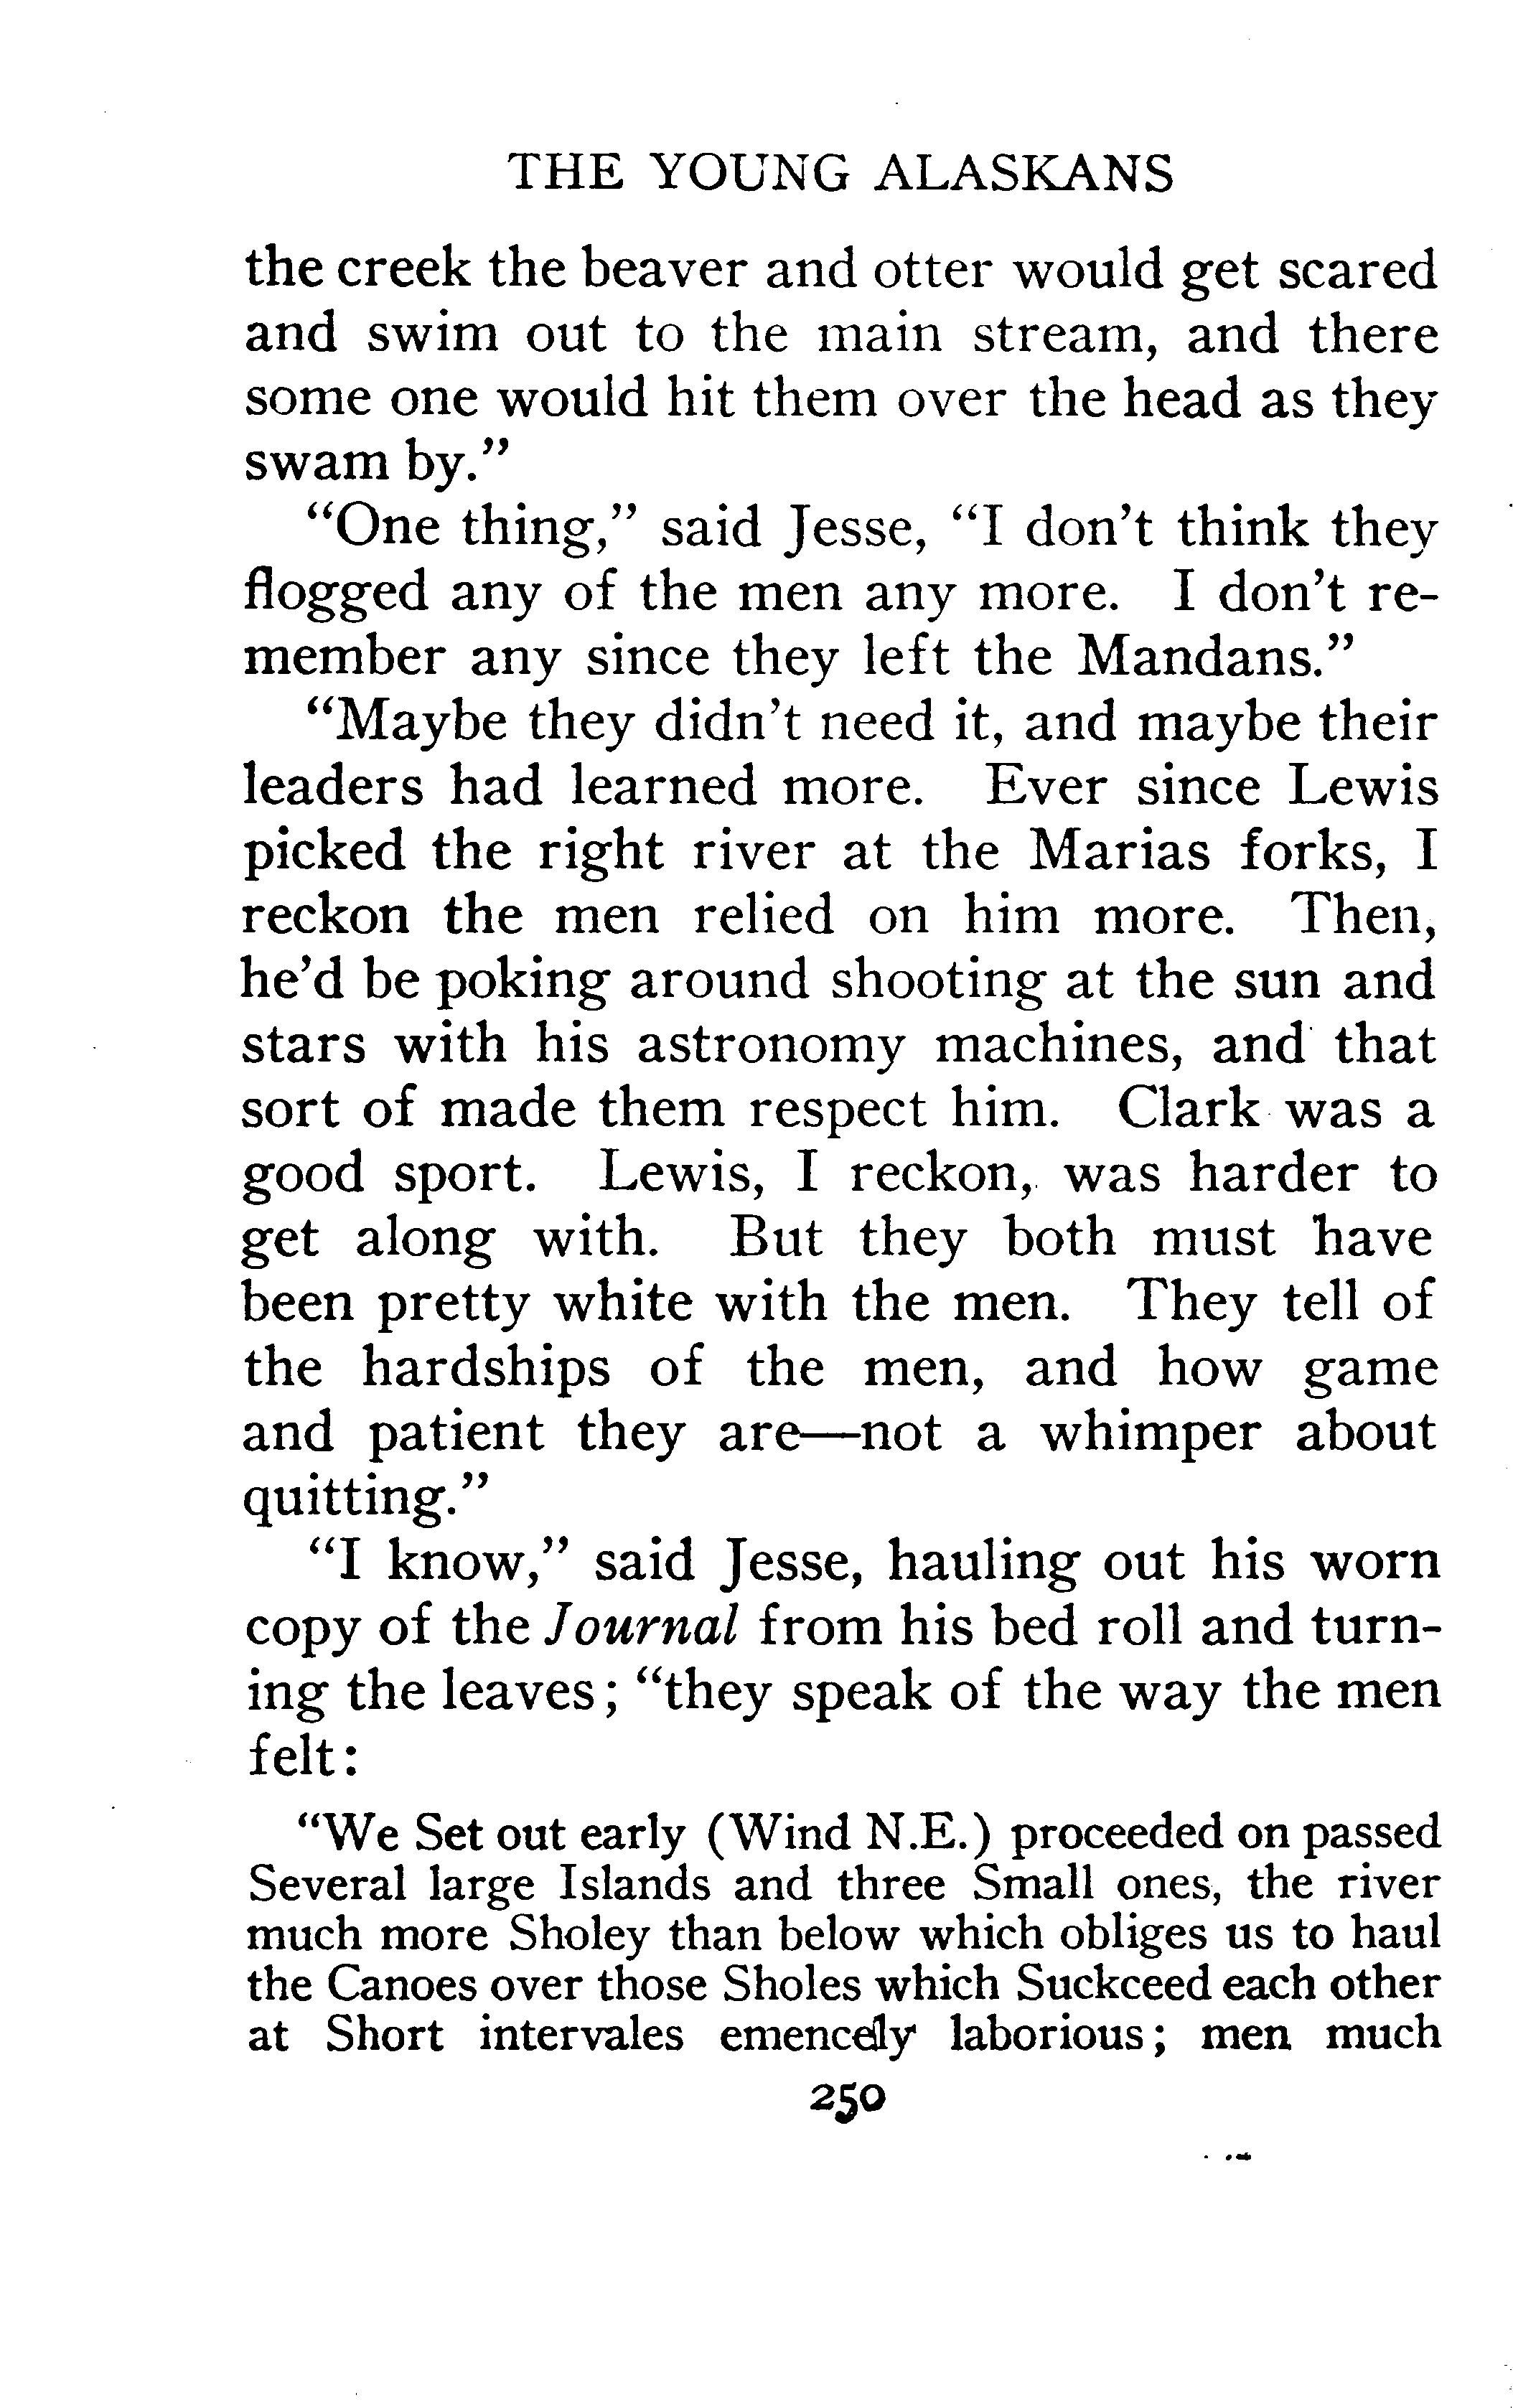 THE YOUNG ALASKANS
the creek the beaver and otter would get scared
and swim out to the main stream, and there
some one would hit them over the head as they
swam by."
"One thing," said Jesse, "I don't think they
flogged any of the men any more. I don't re-
member any since they left the Mandans."
"Maybe they didn't need it, and maybe their
leaders had learned more. Ever since Lewis
picked the right river at the Marias forks, I
reckon the men relied on him more. Then,
he'd be poking around shooting at the sun and
stars with his astronomy machines, and that
sort of made them respect him. Clark was a
good sport. Lewis, I reckon, was harder to
get along with. But they both must have
been pretty white with the men. They tell of
the hardships of the men, and how game
and patient they are—not a whimper about
quitting."
"I know," said Jesse, hauling out his worn
copy of the Journal from his bed roll and turn-
ing the leaves; "they speak of the way the men
felt:
"We Set out early (Wind N.E.) proceeded on passed
Several large Islands and three Small ones, the river
much more Sholey than below which obliges us to haul
the Canoes over those Sholes which Suckceed each other
at Short intervales emencely laborious; men much
250